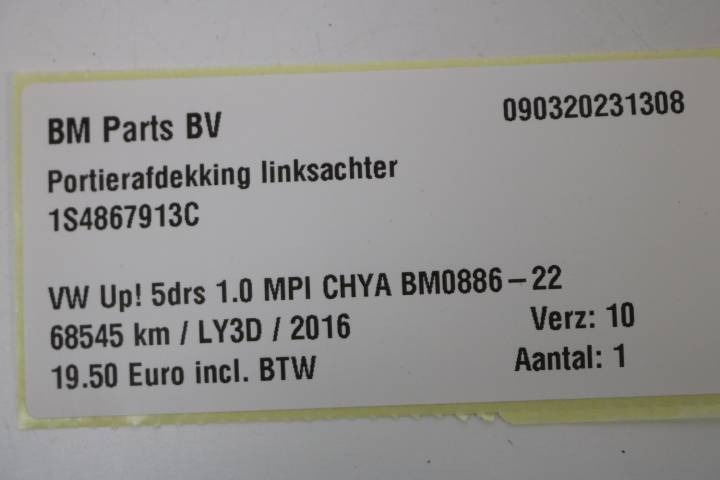 BM Parts BV 090320231308
Portierafdekking linksachter
1S4867913C
VW Up! 5drs 1.0 MPI CHYA BM0886-22
68545 km / LY3D / 2016 Verz: 10
19.50 Euro incl. BTW Aantal: 1